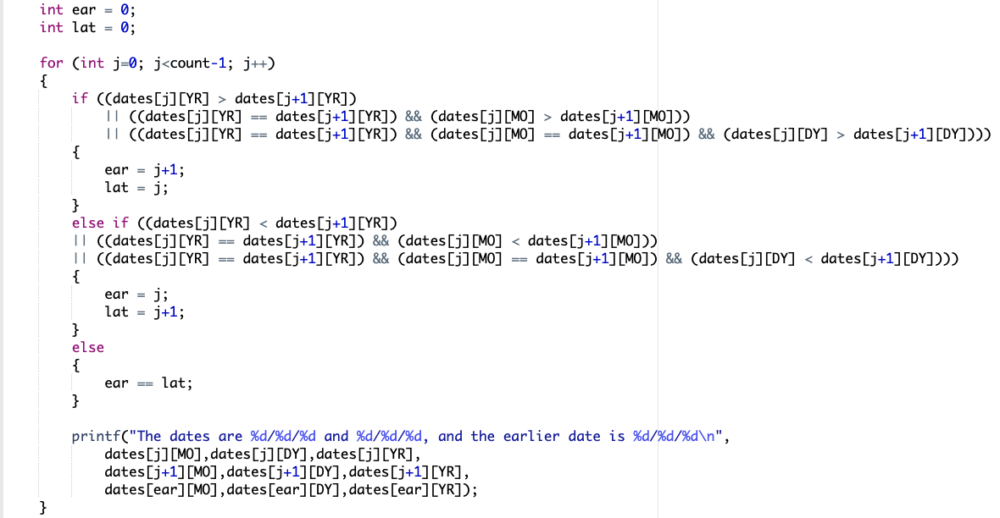 int ear = 0;
int lat = 0;
for (int j=0; j<count-1; j++)
{
if ((dates[j][YR] > dates[j+1][YR])
|| ((dates[j][YR] == dates[j+1][YR]) && (dates[j][MO] > dates[j+1][MO]))
|| ((dates[j][YR] == dates[j+1][YR]) && (dates[j][MO] == dates[j+1][MO]) && (dates[j][DY] > dates[j+1][DY])))
{
ear = j+1;
lat = j;
}
else if ((dates[j][YR] < dates[j+1][YR])
|| ((dates[j][YR] == dates[j+1][YR]) && (dates[j][MO] < dates[j+1][MO]))
|| ((dates[j][YR] == dates[j+1][YR]) && (dates[j][MO] == dates[j+1][MO]) && (dates[j][DY] < dates[j+1][DY])))
{
ear = j;
lat = j+1;
}
else
{
ear == lat;
}
printf("The dates are %d/%d/%d and %d/%d/%d, and the earlier date is %d/%d/%d\n",
dates[j][MO],dates[j][DY],dates[j][YR],
dates[j+1][MO],dates[j+1][DY],dates[j+1][YR],
dates[ear][MO],dates[ear][DY],dates[ear][YR]);
}